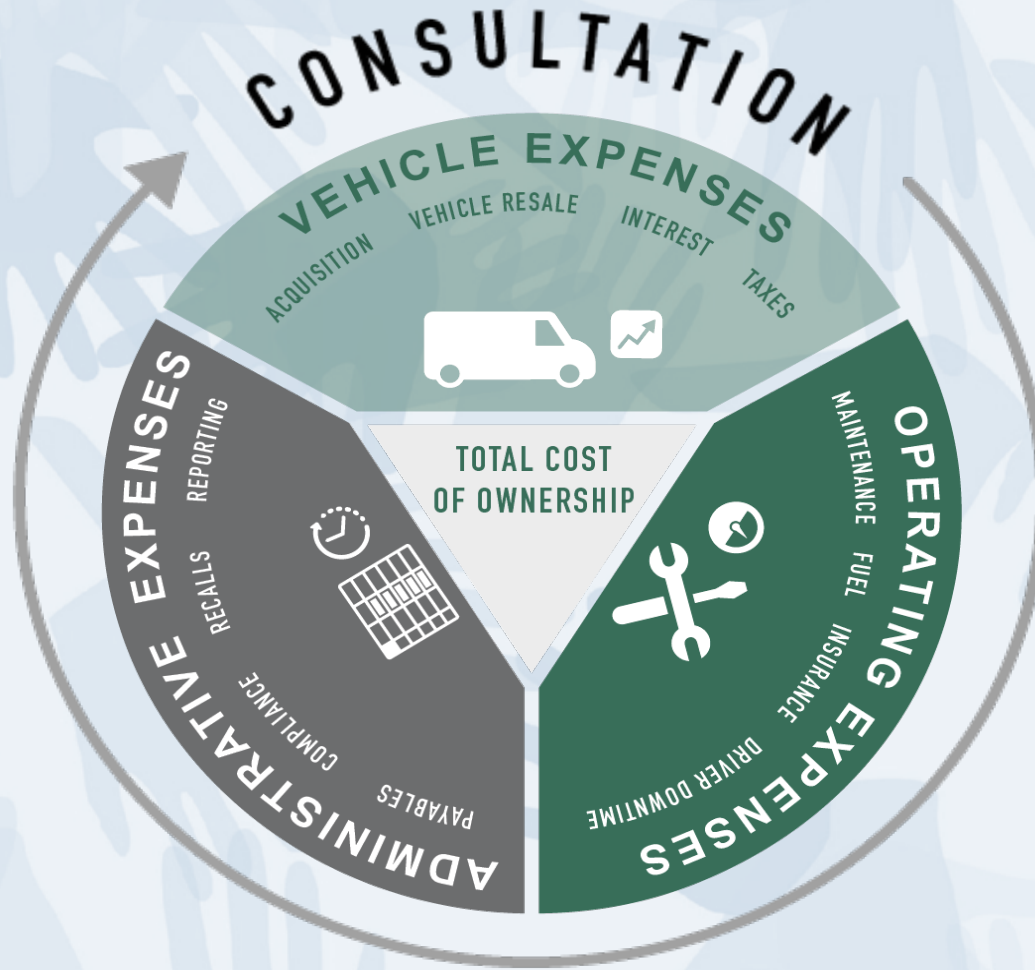 CONSULTATION
VEHICLE EXPENSES
ACQUISITION
VEHICLE RESALE
INTEREST
TAXES
TOTAL COST
OF OWNERSHIP
OPERATING EXPENSES
MAINTENANCE
FUEL
INSURANCE
DRIVER DOWNTIME
ADMINISTRATIVE EXPENSES
PAYABLES
COMPLIANCE
RECALLS
REPORTING